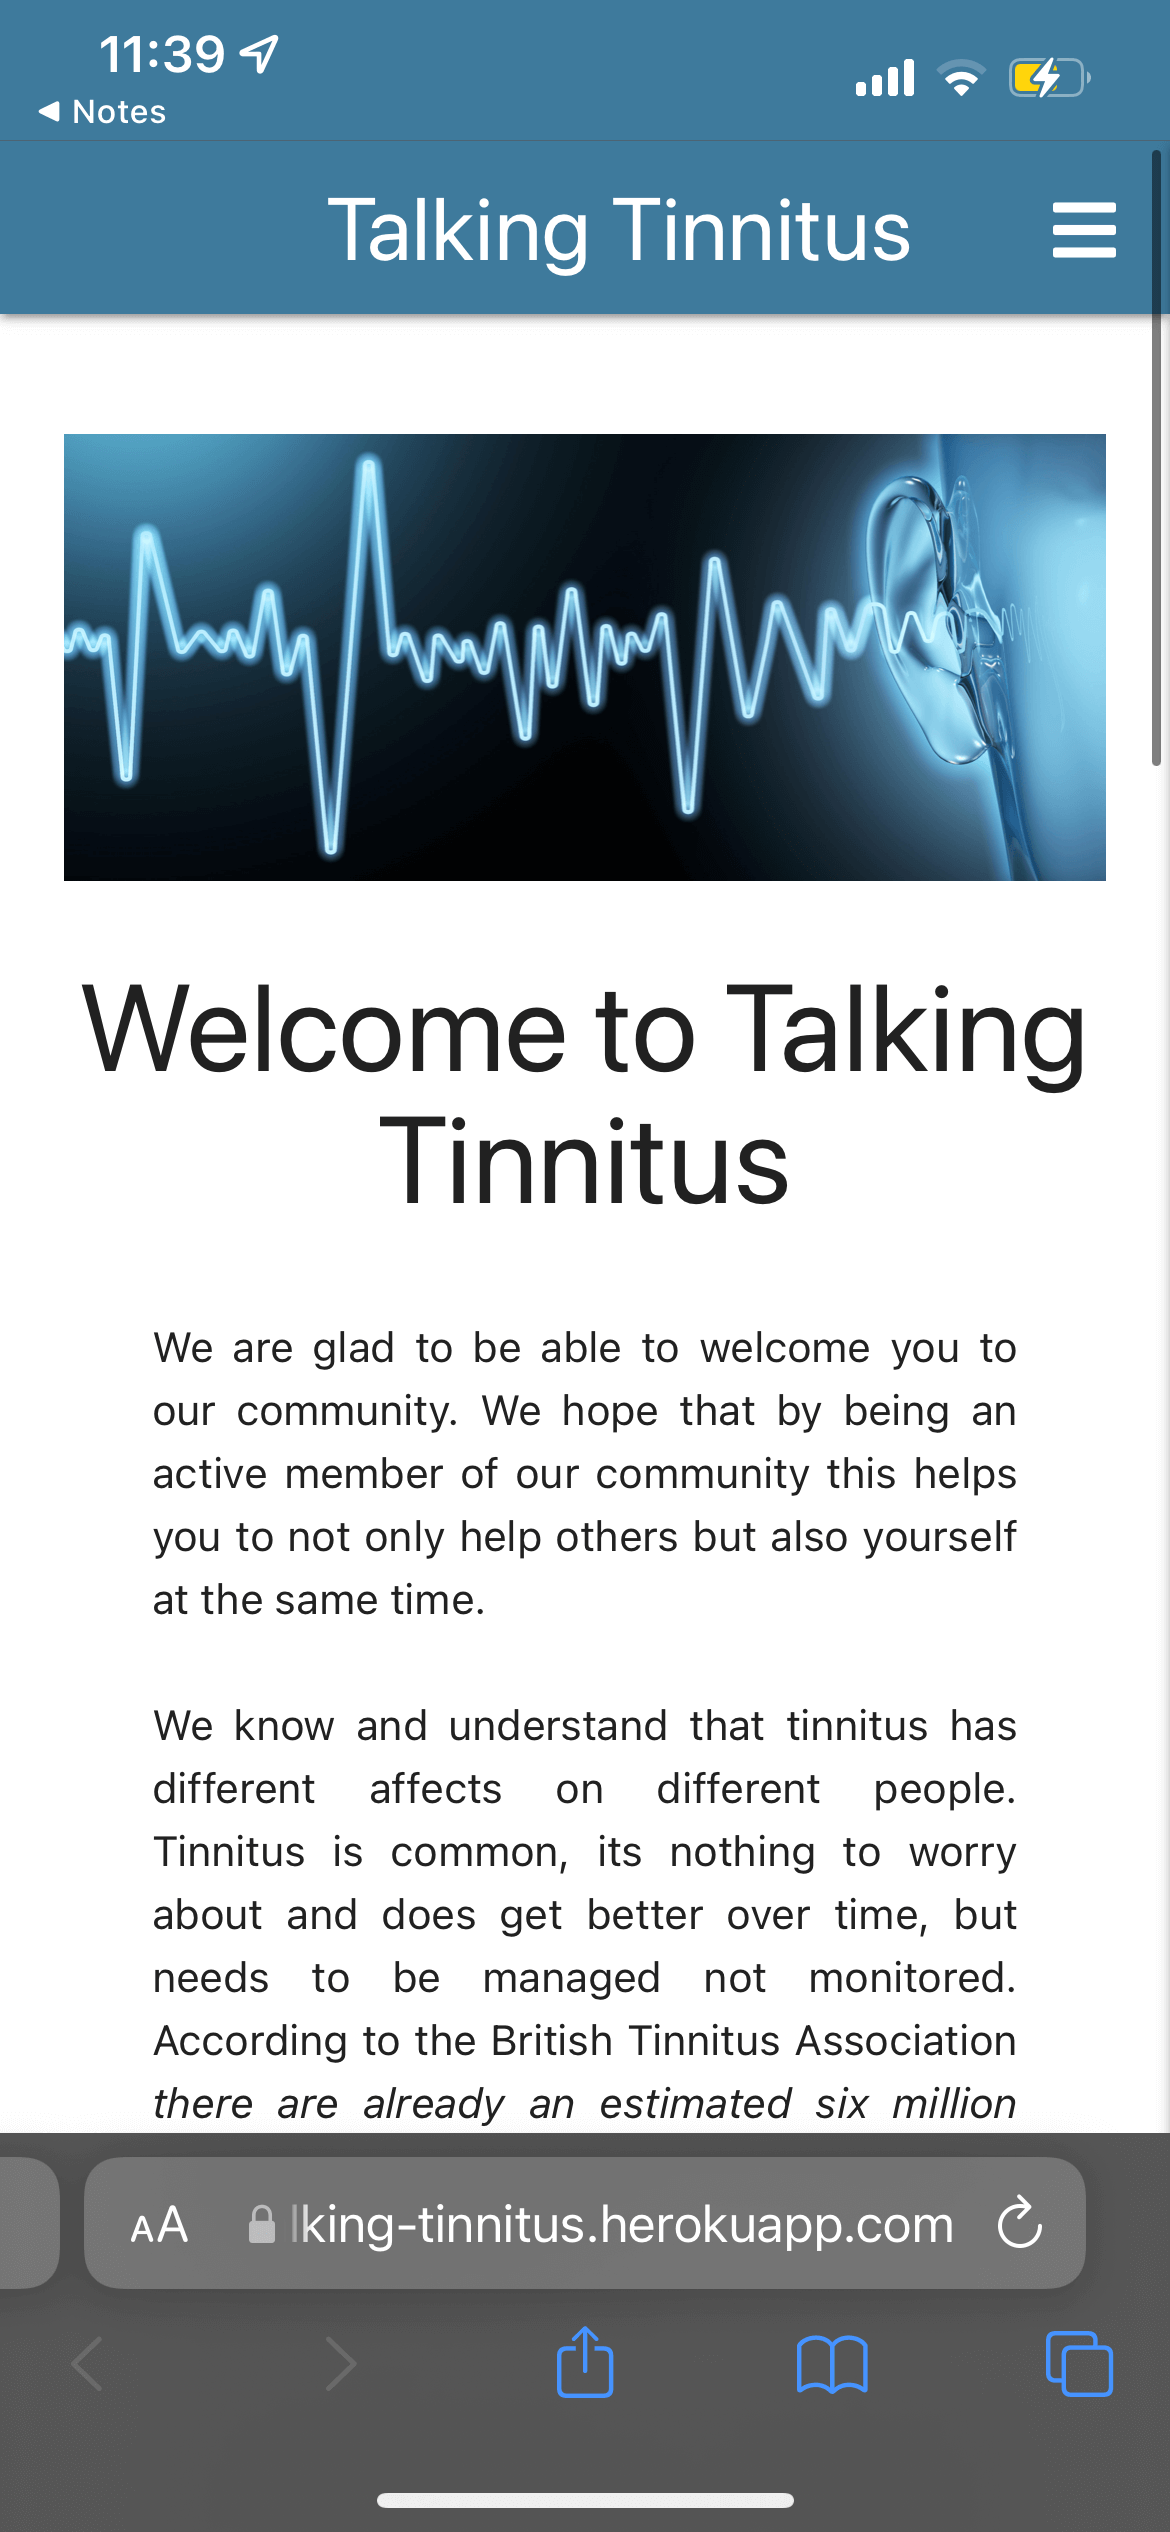 11:39
Notes
Talking Tinnitus
Welcome to Talking
Tinnitus
We are glad to be able to welcome you to
our community. We hope that by being an
active member of our community this helps
you to not only help others but also yourself
at the same time.
We know and understand that tinnitus has
different affects on different people.
Tinnitus is common, its nothing to worry
about and does get better over time, but
needs to be managed not monitored.
According to the British Tinnitus Association
there are already an estimated six million
AA lking-tinnitus.herokuapp.com